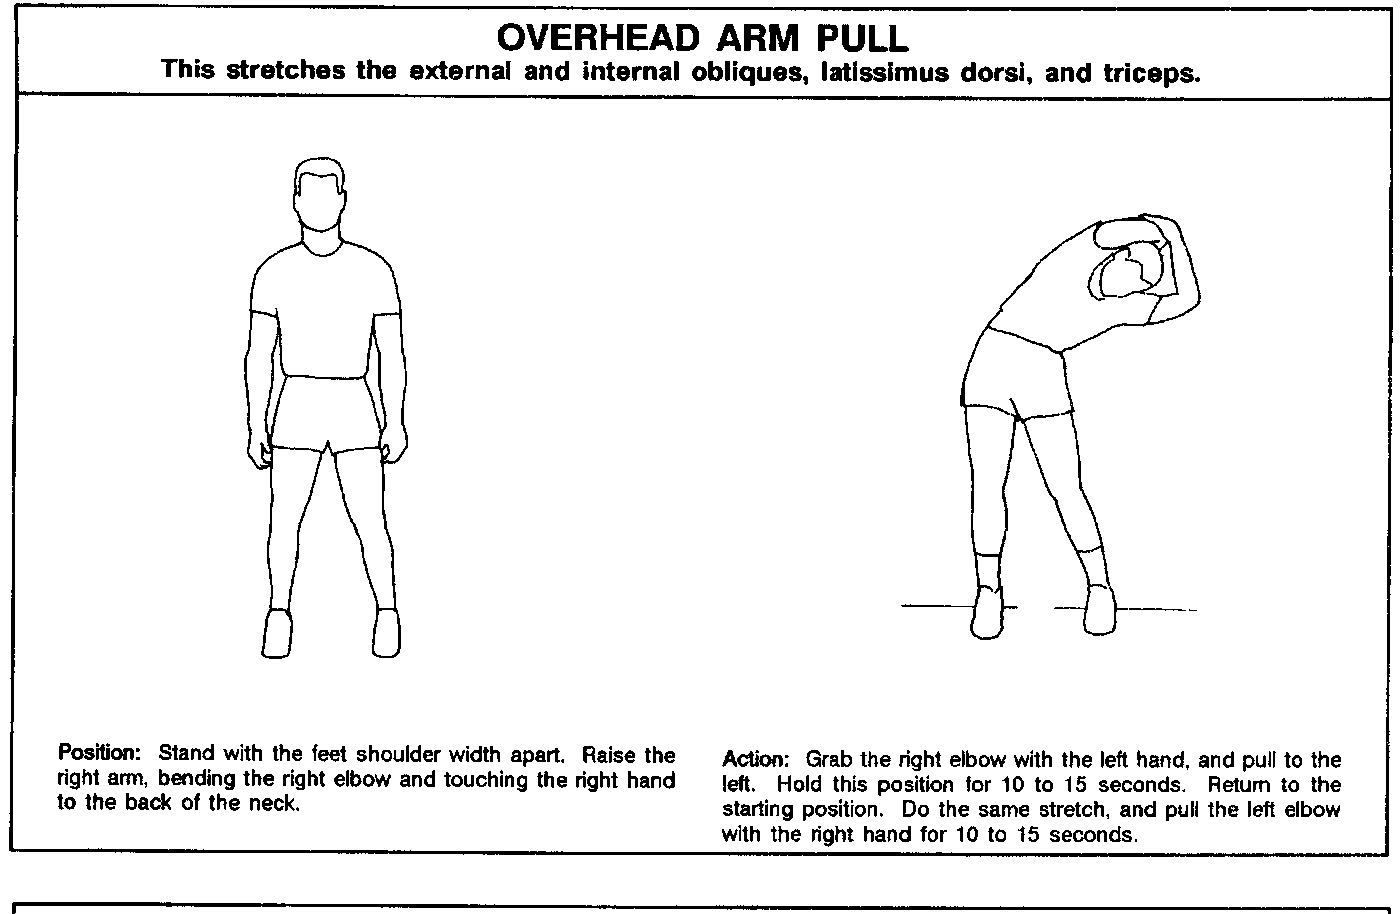 OVERHEAD ARM PULL
This stretches the external and internal obliques, latissimus dorsi, and triceps.
Position: Stand with the feet shoulder width apart. Raise the
right arm, bending the right elbow and touching the right hand
to the back of the neck.
Action: Grab the right elbow with the left hand, and pull to the
left. Hold this position for 10 to 15 seconds. Return to the
starting position. Do the same stretch, and pull the left elbow
with the right hand for 10 to 15 seconds.